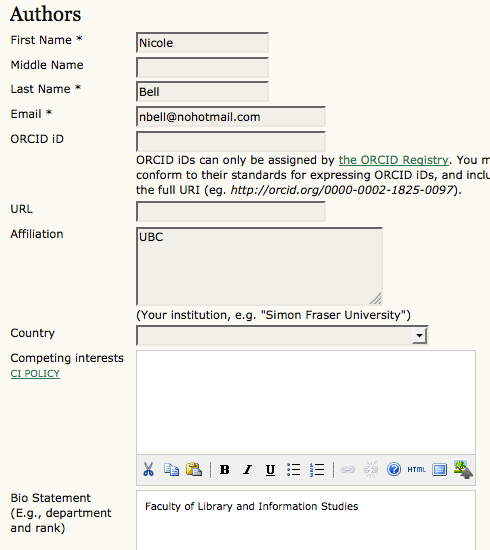 Authors
First Name *
Nicole
Middle Name
Last Name *
Bell
Email *
nbell@nohotmail.com
ORCID iD
ORCID iDs can only be assigned by the ORCID Registry. You m
conform to their standards for expressing ORCID iDs, and inclu
the full URI (eg. http://orcid.org/0000-0002-1825-0097).
URL
Affiliation
UBC
(Your institution, e.g. "Simon Fraser University")
Country
Competing interests
CI POLICY
B I U HTML
Bio Statement
(E.g., department
and rank)
Faculty of Library and Information Studies